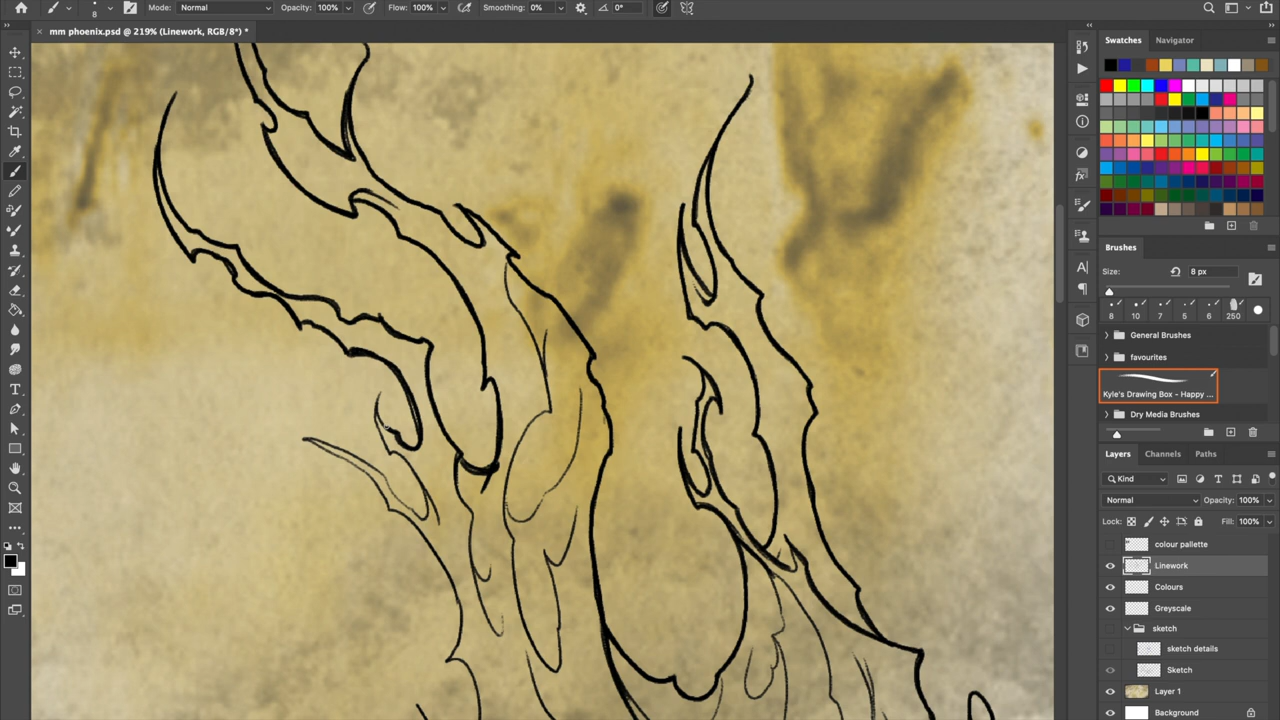 8
Mode: Normal
Opacity: 100%
Flow: 100%
Smoothing: 0%
0°
× mm phoenix.psd @ 219% (Linework, RGB/8*) *
Swatches Navigator
Brushes
Size: 8 px
8 10 7 5 6 250
General Brushes
favourites
Kyle's Drawing Box - Happy ...
Dry Media Brushes
Layers Channels Paths
Kind
Normal Opacity: 100%
Lock: Fill: 100%
colour pallette
Linework
Colours
Greyscale
sketch
sketch details
Sketch
Layer 1
Background